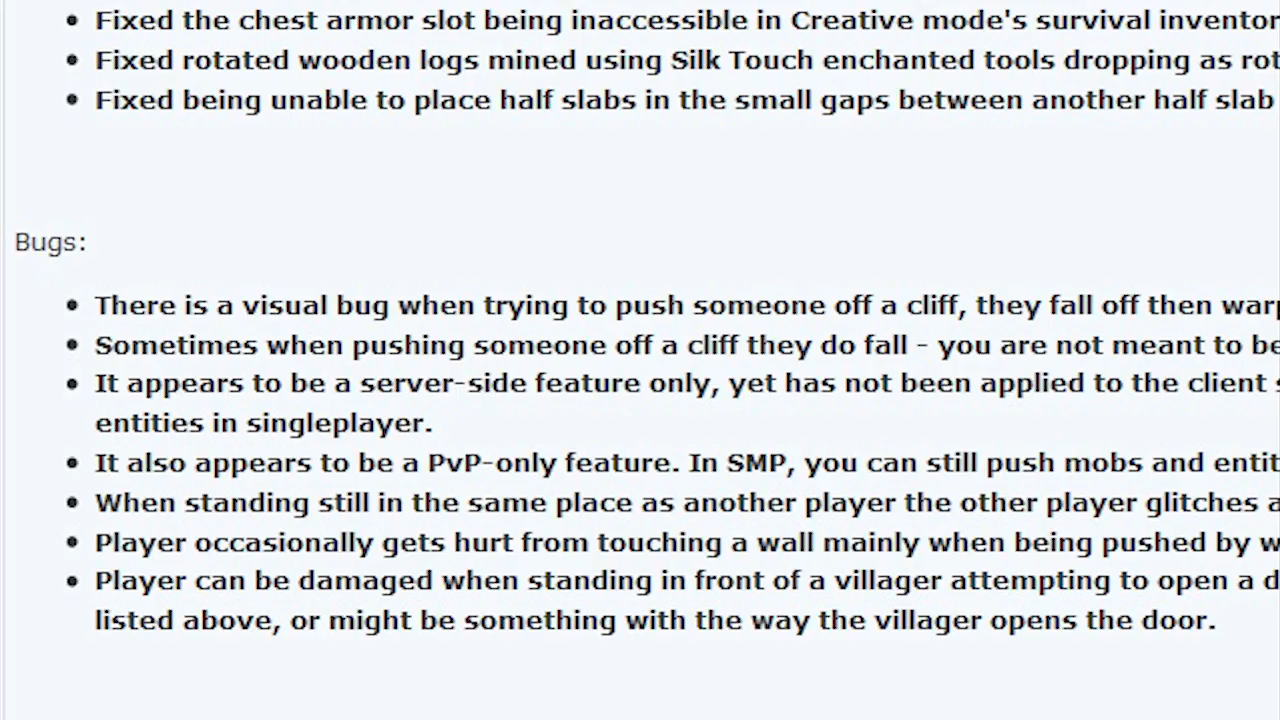 Fixed the chest armor slot being inaccessible in Creative mode's survival
Fixed rotated wooden logs mined using Silk Touch enchanted tools dropping as
Fixed being unable to place half slabs in the small gaps between another half slab
Bugs:
There is a visual bug when trying to push someone off a cliff, they fall off then
Sometimes when pushing someone off a cliff they do fall - you are not meant to
It appears to be a server-side feature only, yet has not been applied to the client
entities in singleplayer.
It also appears to be a PvP-only feature. In SMP, you can still push mobs and
When standing still in the same place as another player the other player glitches
Player occasionally gets hurt from touching a wall mainly when being pushed by
Player can be damaged when standing in front of a villager attempting to open a
listed above, or might be something with the way the villager opens the door.